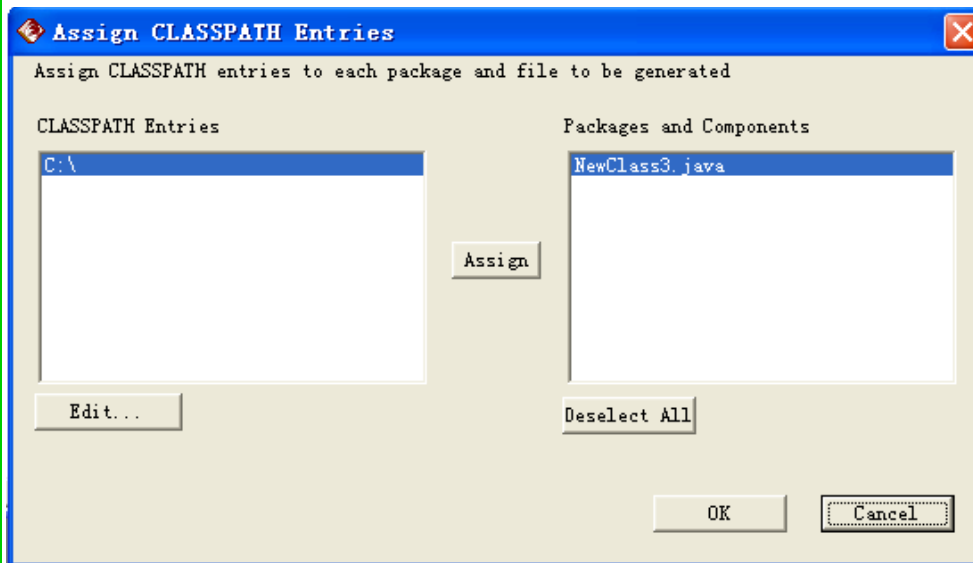 Assign CLASSPATH Entries
Assign CLASSPATH entries to each package and file to be generated
CLASSPATH Entries
Packages and Components
C:\
NewClass3.java
Assign
Edit...
Deselect All
OK
Cancel